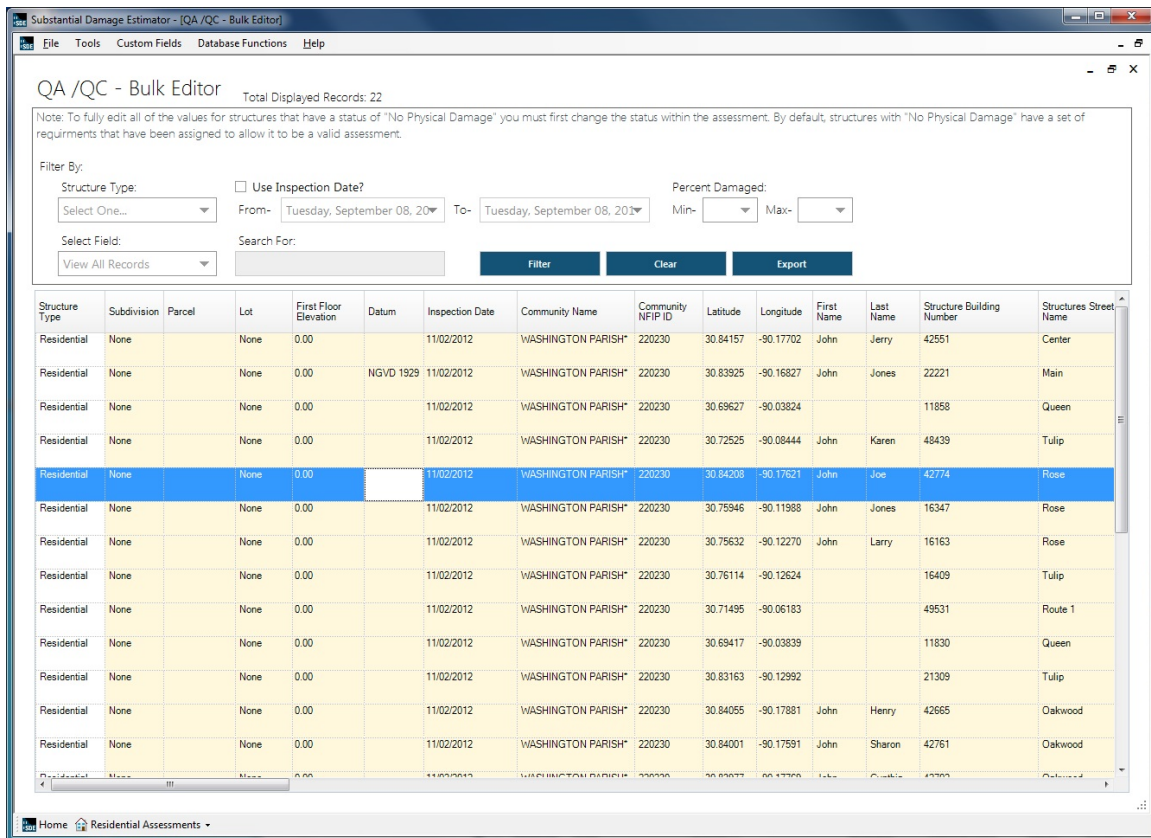 Substantial Damage Estimator - [QA /QC - Bulk Editor]
File Tools Custom Fields Database Functions Help
QA /QC - Bulk Editor Total Displayed Records: 22
Note: To fully edit all of the values for structures that have a status of "No Physical Damage" you must first change the status within the assessment. By default, structures with "No Physical Damage" have a set of
requirments that have been assigned to allow it to be a valid assessment.
Filter By:
Structure Type: Use Inspection Date? Percent Damaged:
Select One... From- Tuesday, September 08, 20 To- Tuesday, September 08, 201 Min- Max-
Select Field: Search For:
View All Records Filter Clear Export
Structure Type Subdivision Parcel Lot First Floor Elevation Datum Inspection Date Community Name Community NFIP ID Latitude Longitude First Name Last Name Structure Building Number Structures Street Name
Residential None None 0.00 11/02/2012 WASHINGTON PARISH* 220230 30.84157 -90.17702 John Jerry 42551 Center
Residential None None 0.00 NGVD 1929 11/02/2012 WASHINGTON PARISH* 220230 30.83925 -90.16827 John Jones 22221 Main
Residential None None 0.00 11/02/2012 WASHINGTON PARISH* 220230 30.69627 -90.03824 11858 Queen
Residential None None 0.00 11/02/2012 WASHINGTON PARISH* 220230 30.72525 -90.08444 John Karen 48439 Tulip
Residential None None 0.00 11/02/2012 WASHINGTON PARISH* 220230 30.84208 -90.17621 John Joe 42774 Rose
Residential None None 0.00 11/02/2012 WASHINGTON PARISH* 220230 30.75946 -90.11988 John Jones 16347 Rose
Residential None None 0.00 11/02/2012 WASHINGTON PARISH* 220230 30.75632 -90.12270 John Larry 16163 Rose
Residential None None 0.00 11/02/2012 WASHINGTON PARISH* 220230 30.76114 -90.12624 16409 Tulip
Residential None None 0.00 11/02/2012 WASHINGTON PARISH* 220230 30.71495 -90.06183 49531 Route 1
Residential None None 0.00 11/02/2012 WASHINGTON PARISH* 220230 30.69417 -90.03839 11830 Queen
Residential None None 0.00 11/02/2012 WASHINGTON PARISH* 220230 30.83163 -90.12992 21309 Tulip
Residential None None 0.00 11/02/2012 WASHINGTON PARISH* 220230 30.84055 -90.17881 John Henry 42665 Oakwood
Residential None None 0.00 11/02/2012 WASHINGTON PARISH* 220230 30.84001 -90.17591 John Sharon 42761 Oakwood
Home Residential Assessments